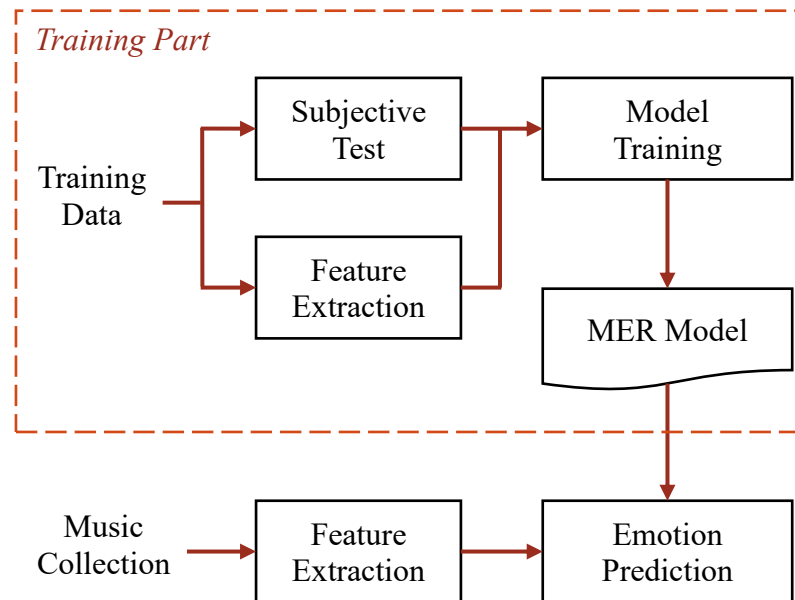 Training Part
Subjective
Test
Model
Training
Training
Data
Feature
Extraction
MER Model
Music
Collection
Feature
Extraction
Emotion
Prediction